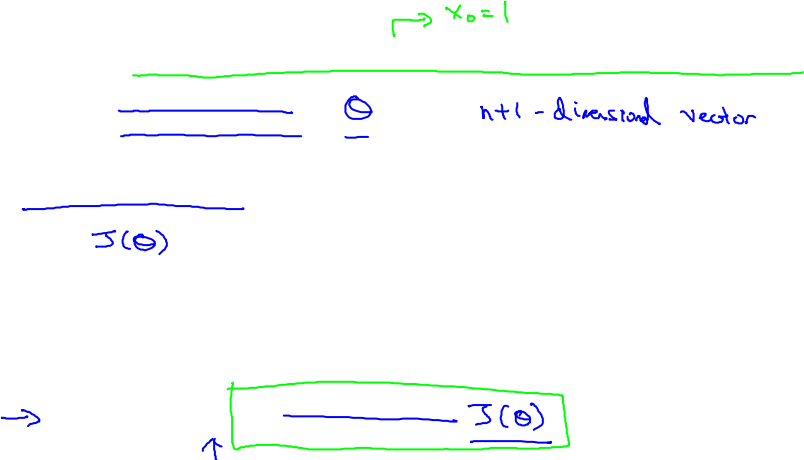 x₀ = 1
θ n+1 - dimensional vector
J(θ)
J(θ)